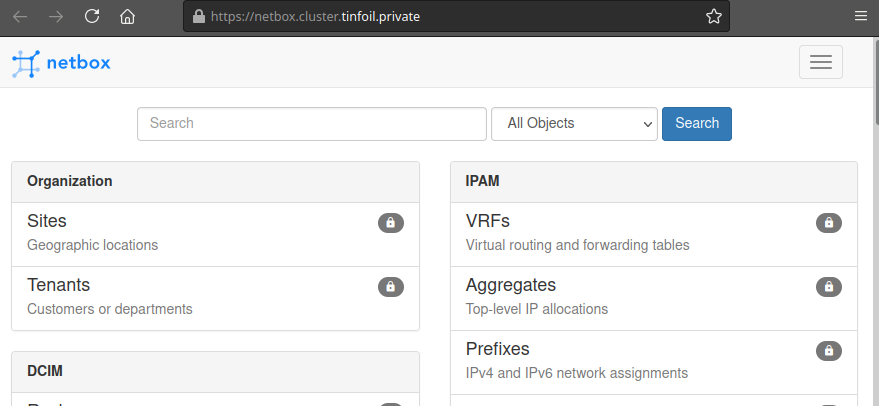 https://netbox.cluster.tinfoil.private
netbox
Search
All Objects
Search
Organization
Sites
Geographic locations
Tenants
Customers or departments
DCIM
IPAM
VRFs
Virtual routing and forwarding tables
Aggregates
Top-level IP allocations
Prefixes
IPv4 and IPv6 network assignments